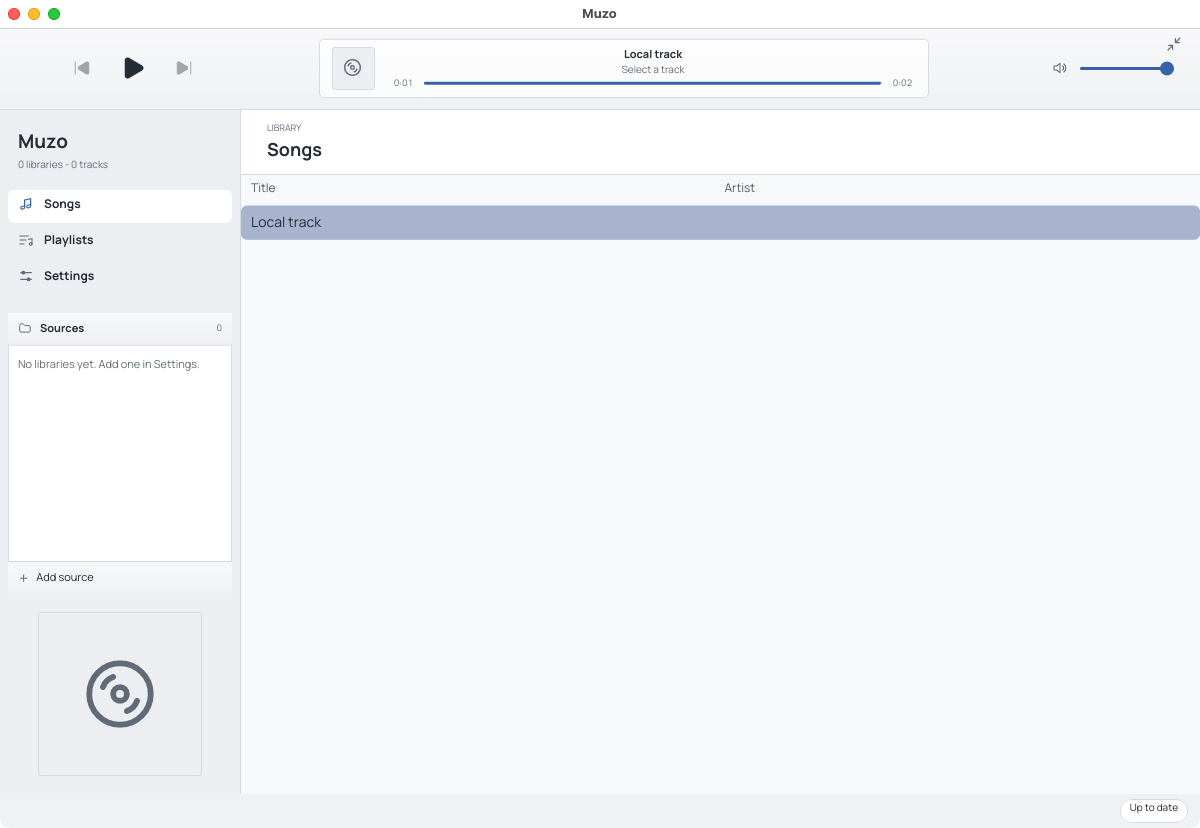 Muzo
Local track
Select a track
0:01
0:02
Muzo
0 libraries - 0 tracks
Songs
Playlists
Settings
Sources
0
No libraries yet. Add one in Settings.
Add source
LIBRARY
Songs
Title
Artist
Local track
Up to date